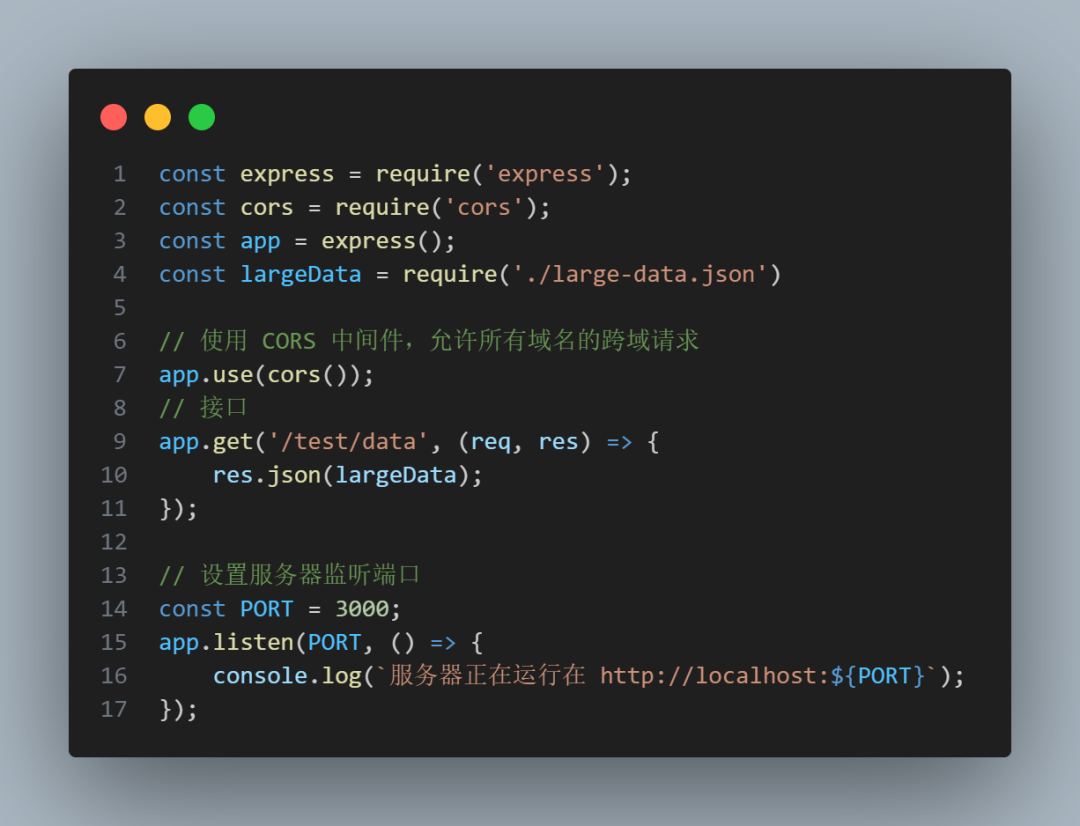 1 const express = require('express');
2 const cors = require('cors');
3 const app = express();
4 const largeData = require('./large-data.json')
5
6 // 使用 CORS 中间件，允许所有域名的跨域请求
7 app.use(cors());
8 // 接口
9 app.get('/test/data', (req, res) => {
10     res.json(largeData);
11 });
12
13 // 设置服务器监听端口
14 const PORT = 3000;
15 app.listen(PORT, () => {
16     console.log(`服务器正在运行在 http://localhost:${PORT}`);
17 });